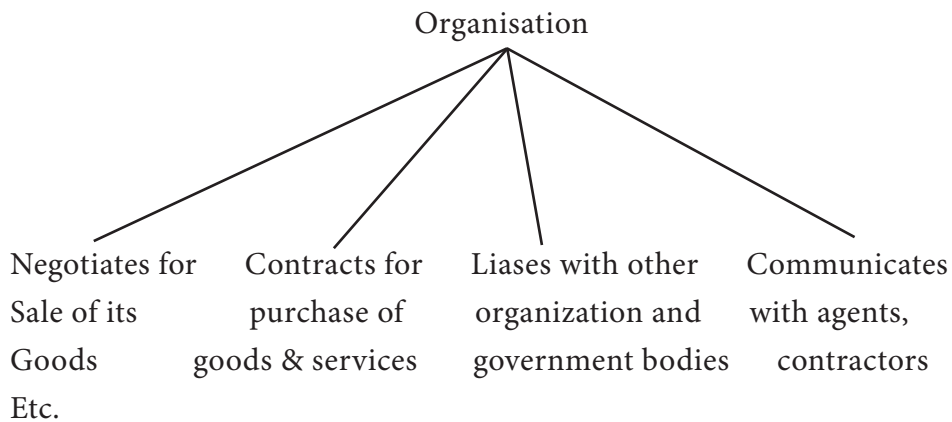 Organisation
Negotiates for
Sale of its
Goods
Etc.
Contracts for
purchase of
goods & services
Liases with other
organization and
government bodies
Communicates
with agents,
contractors